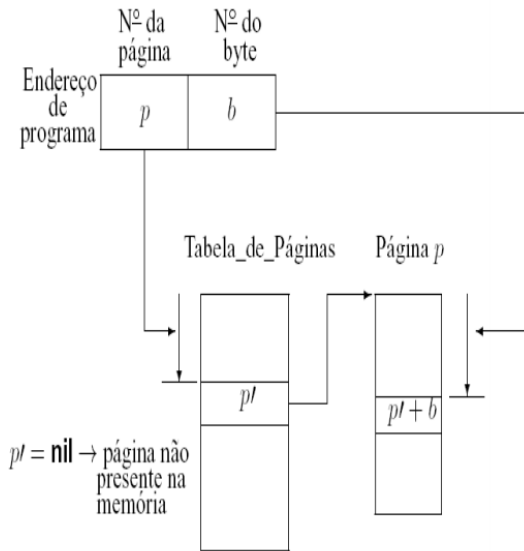 Nº da
página
Nº do
byte
Endereço
de
programa
p
b
Tabela_de_Páginas
Página p
p′
p′ + b
p′ = nil → página não
presente na
memória